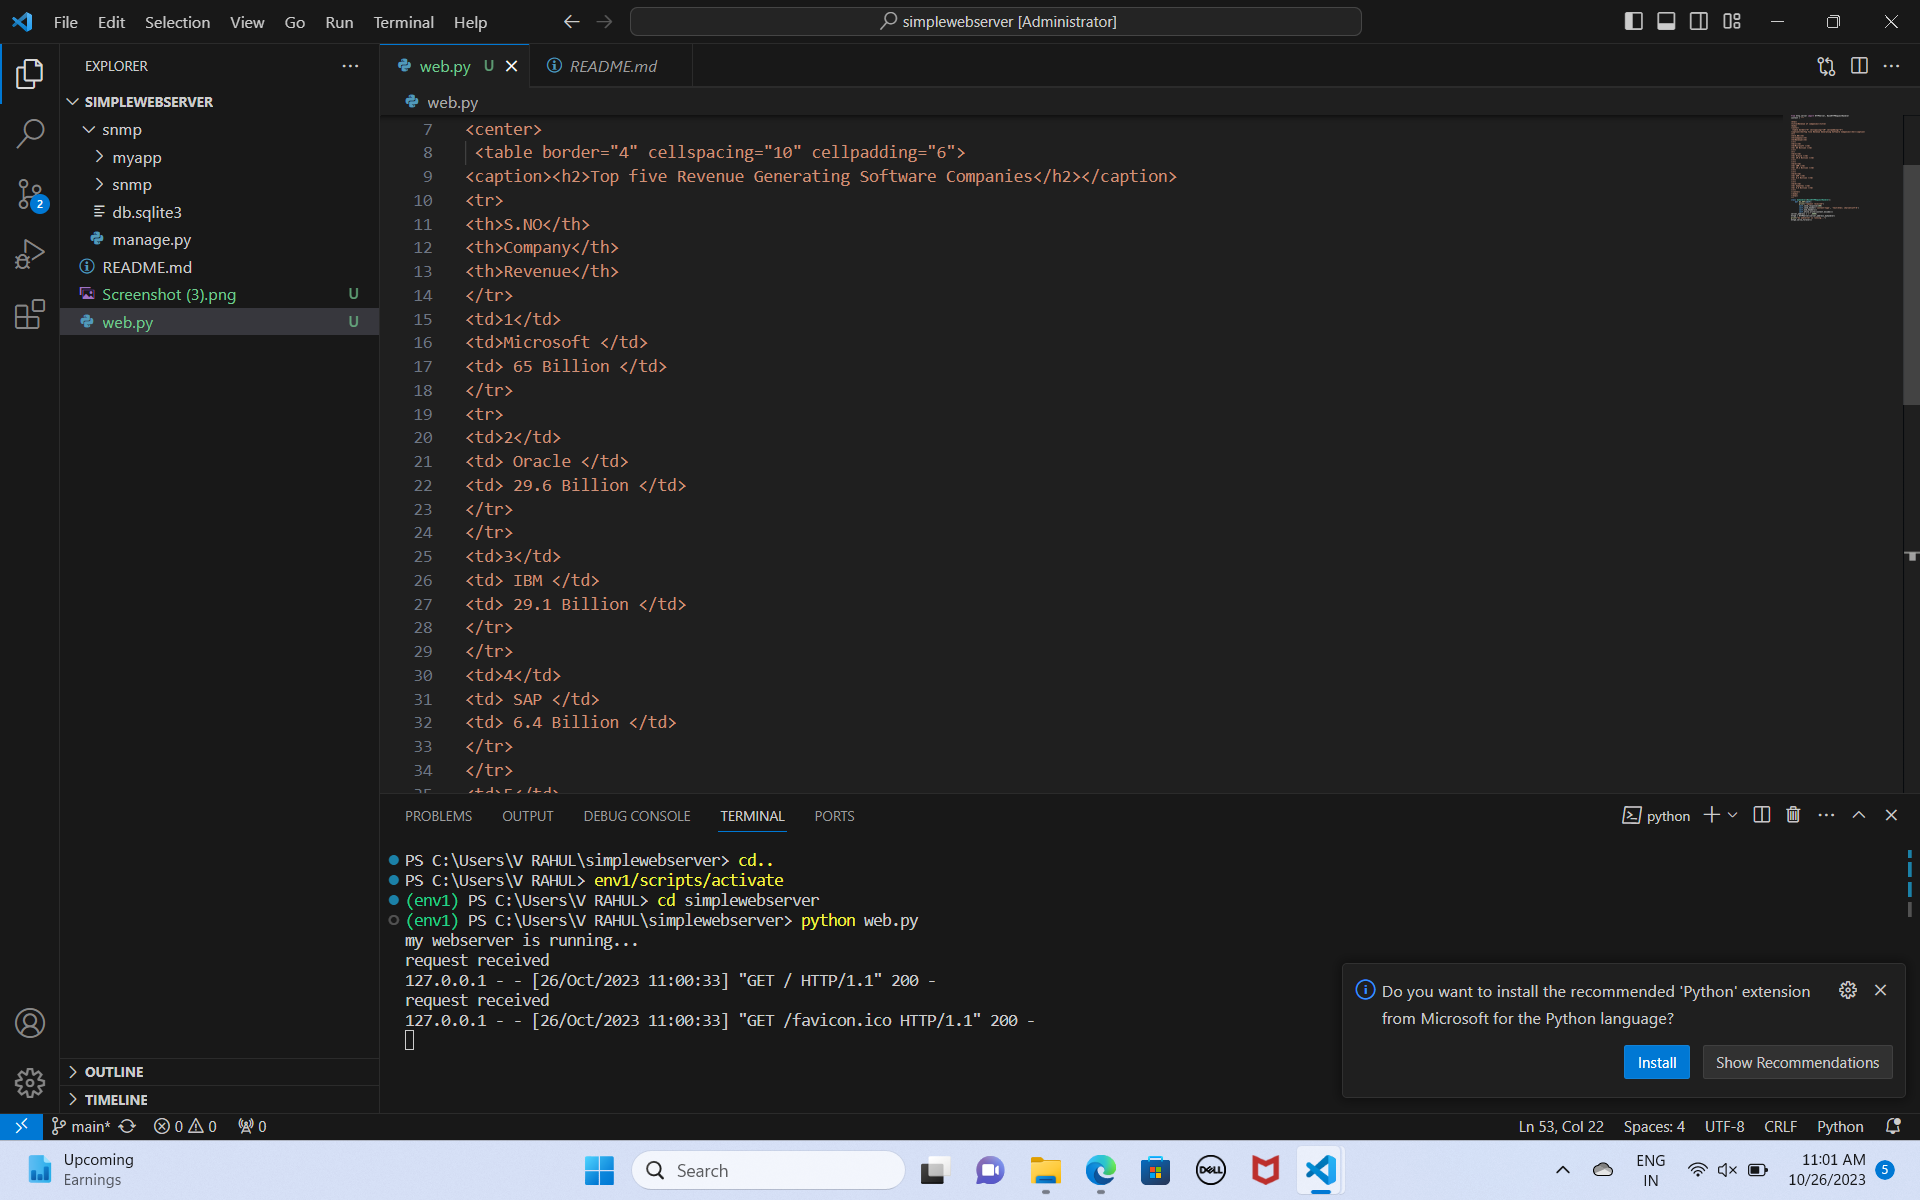 File Edit Selection View Go Run Terminal Help
simplewebserver [Administrator]
EXPLORER
SIMPLEWEBSERVER
snmp
myapp
snmp
db.sqlite3
manage.py
README.md
Screenshot (3).png U
web.py U
2
web.py U
README.md
web.py
7 <center>
8 <table border="4" cellspacing="10" cellpadding="6">
9 <caption><h2>Top five Revenue Generating Software Companies</h2></caption>
10 <tr>
11 <th>S.NO</th>
12 <th>Company</th>
13 <th>Revenue</th>
14 </tr>
15 <td>1</td>
16 <td>Microsoft </td>
17 <td> 65 Billion </td>
18 </tr>
19 <tr>
20 <td>2</td>
21 <td> Oracle </td>
22 <td> 29.6 Billion </td>
23 </tr>
24 </tr>
25 <td>3</td>
26 <td> IBM </td>
27 <td> 29.1 Billion </td>
28 </tr>
29 </tr>
30 <td>4</td>
31 <td> SAP </td>
32 <td> 6.4 Billion </td>
33 </tr>
34 </tr>
35 <td>5</td>
PROBLEMS OUTPUT DEBUG CONSOLE TERMINAL PORTS
python
PS C:\Users\V RAHUL\simplewebserver> cd..
PS C:\Users\V RAHUL> env1/scripts/activate
(env1) PS C:\Users\V RAHUL> cd simplewebserver
(env1) PS C:\Users\V RAHUL\simplewebserver> python web.py
my webserver is running...
request received
127.0.0.1 - - [26/Oct/2023 11:00:33] "GET / HTTP/1.1" 200 -
request received
127.0.0.1 - - [26/Oct/2023 11:00:33] "GET /favicon.ico HTTP/1.1" 200 -
Do you want to install the recommended 'Python' extension
from Microsoft for the Python language?
Install Show Recommendations
OUTLINE
TIMELINE
main* 0 0 0
Ln 53, Col 22 Spaces: 4 UTF-8 CRLF Python
Upcoming
Earnings
Search
DELL
ENG
IN
11:01 AM
10/26/2023
5